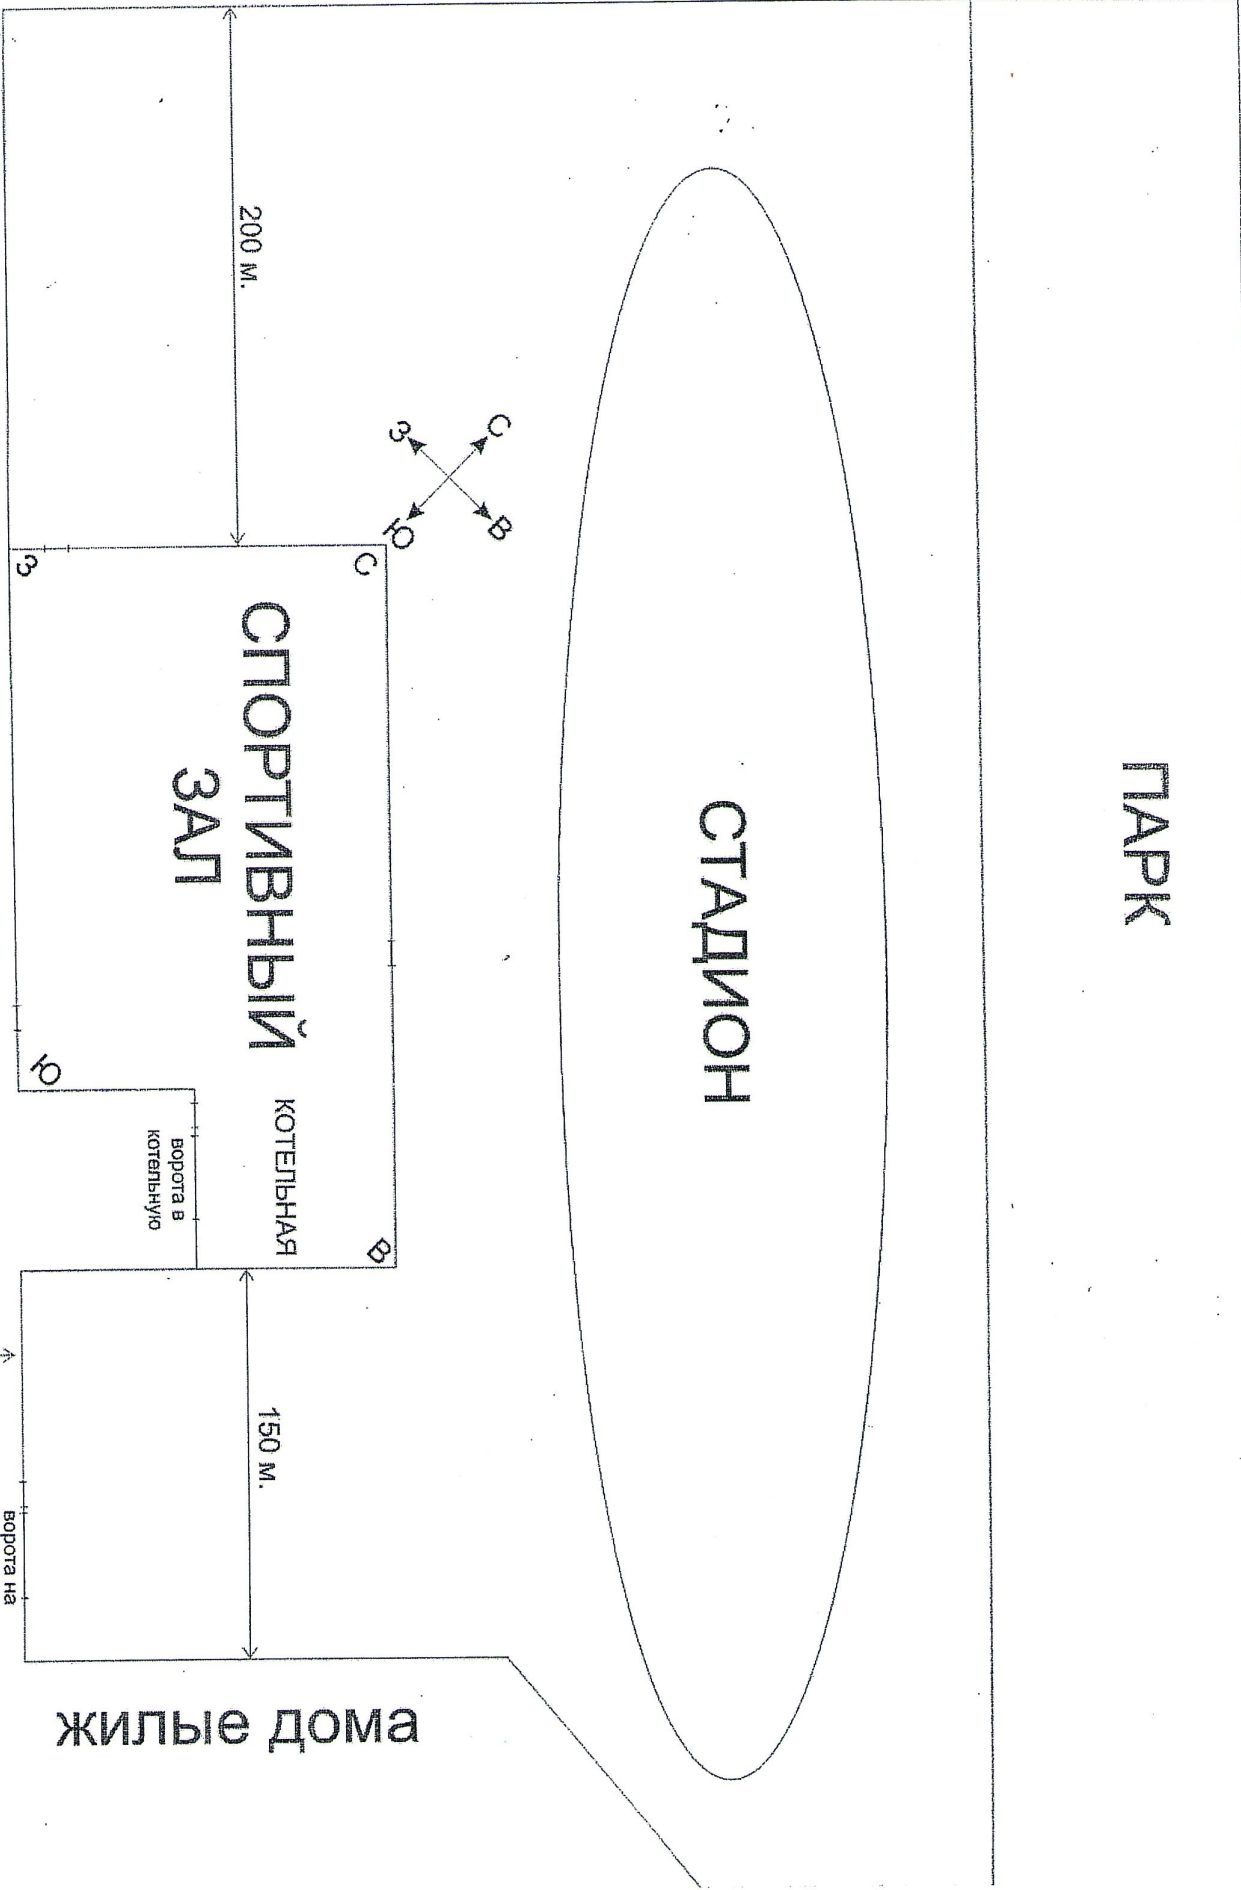 ПАРК
СТАДИОН
С
В
З
Ю
200 м.
С
В
З
Ю
СПОРТИВНЫЙ
ЗАЛ
КОТЕЛЬНАЯ
ворота в
котельную
150 м.
ворота на
жилые дома